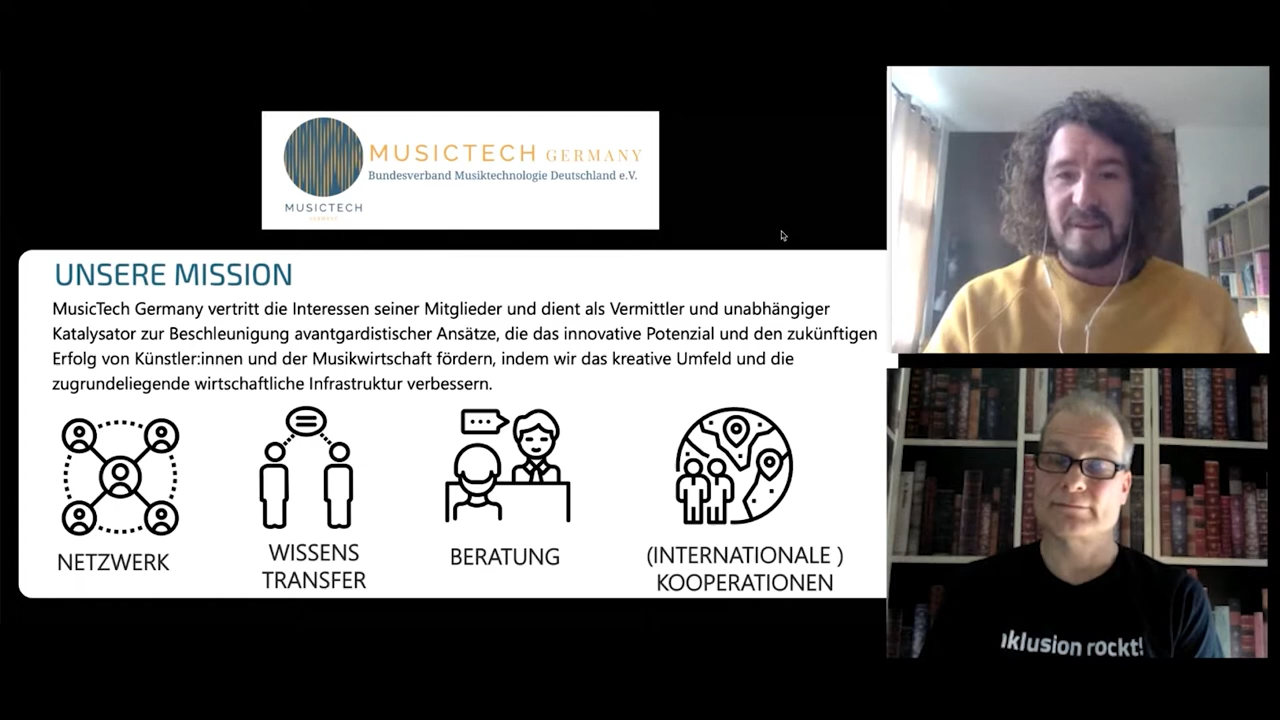 MUSICTECH GERMANY
Bundesverband Musiktechnologie Deutschland e.V.
MUSICTECH
GERMANY
UNSERE MISSION
MusicTech Germany vertritt die Interessen seiner Mitglieder und dient als Vermittler und unabhängiger
Katalysator zur Beschleunigung avantgardistischer Ansätze, die das innovative Potenzial und den zukünftigen
Erfolg von Künstler:innen und der Musikwirtschaft fördern, indem wir das kreative Umfeld und die
zugrundeliegende wirtschaftliche Infrastruktur verbessern.
NETZWERK
WISSENS
TRANSFER
BERATUNG
(INTERNATIONALE )
KOOPERATIONEN
nklusion rockt!